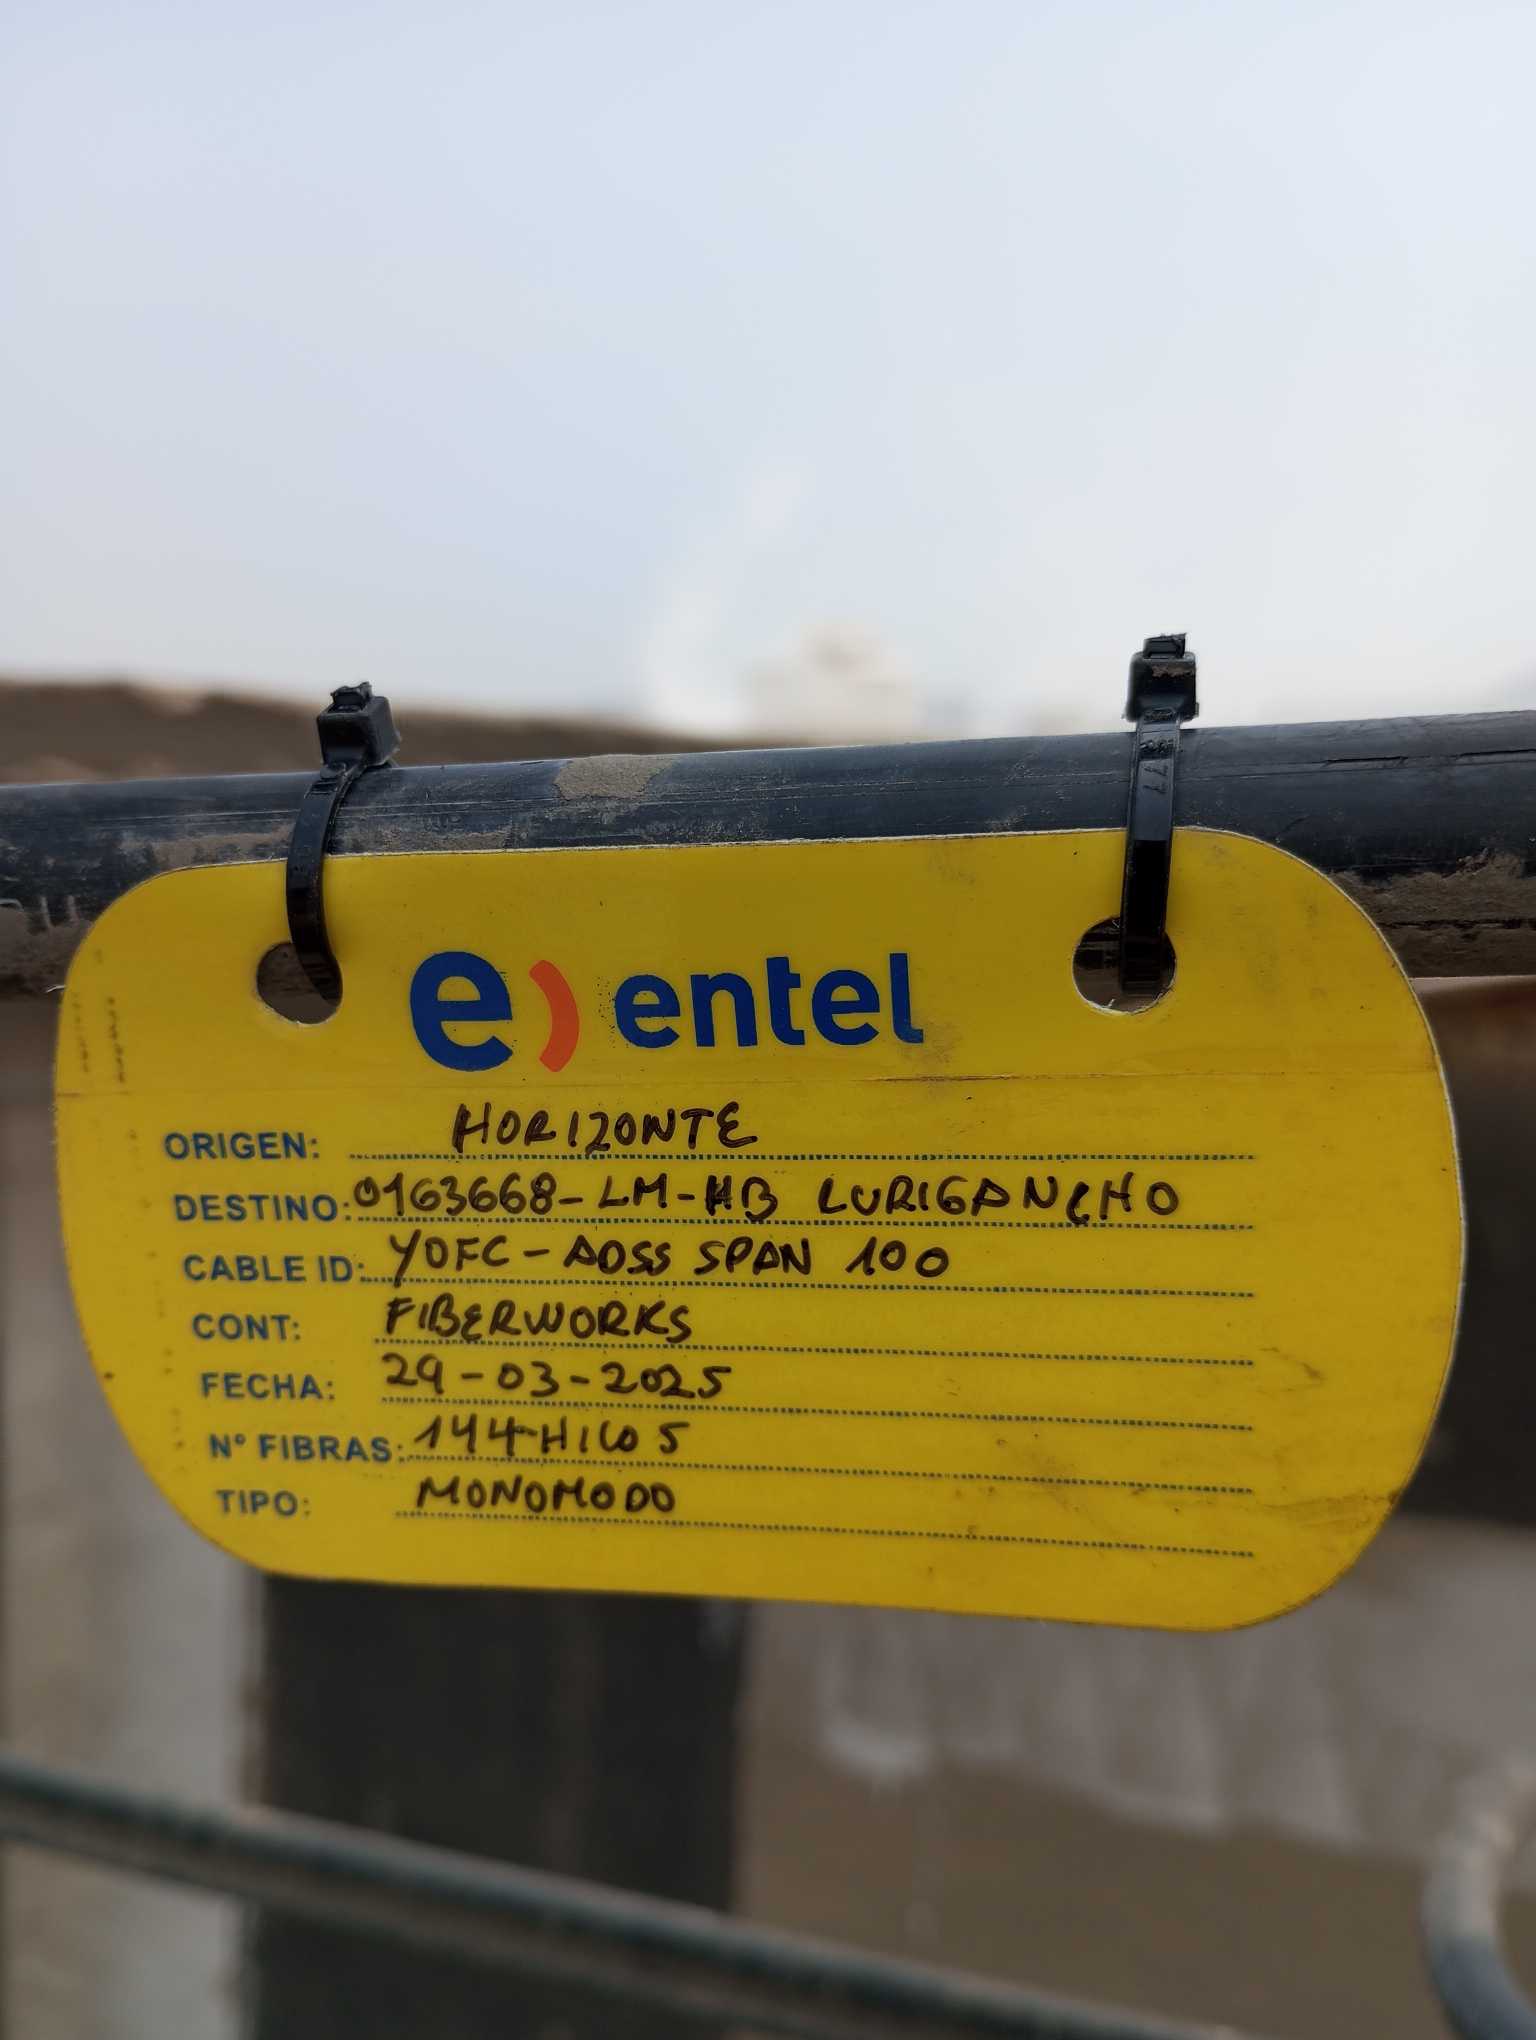 e) entel
ORIGEN: HORIZONTE
DESTINO: 0163668-LM-HB LURIGANCHO
CABLE ID: YOFC-ADSS SPAN 100
CONT: FIBERWORKS
FECHA: 29-03-2025
N° FIBRAS: 144 HILOS
TIPO: MONOMODO